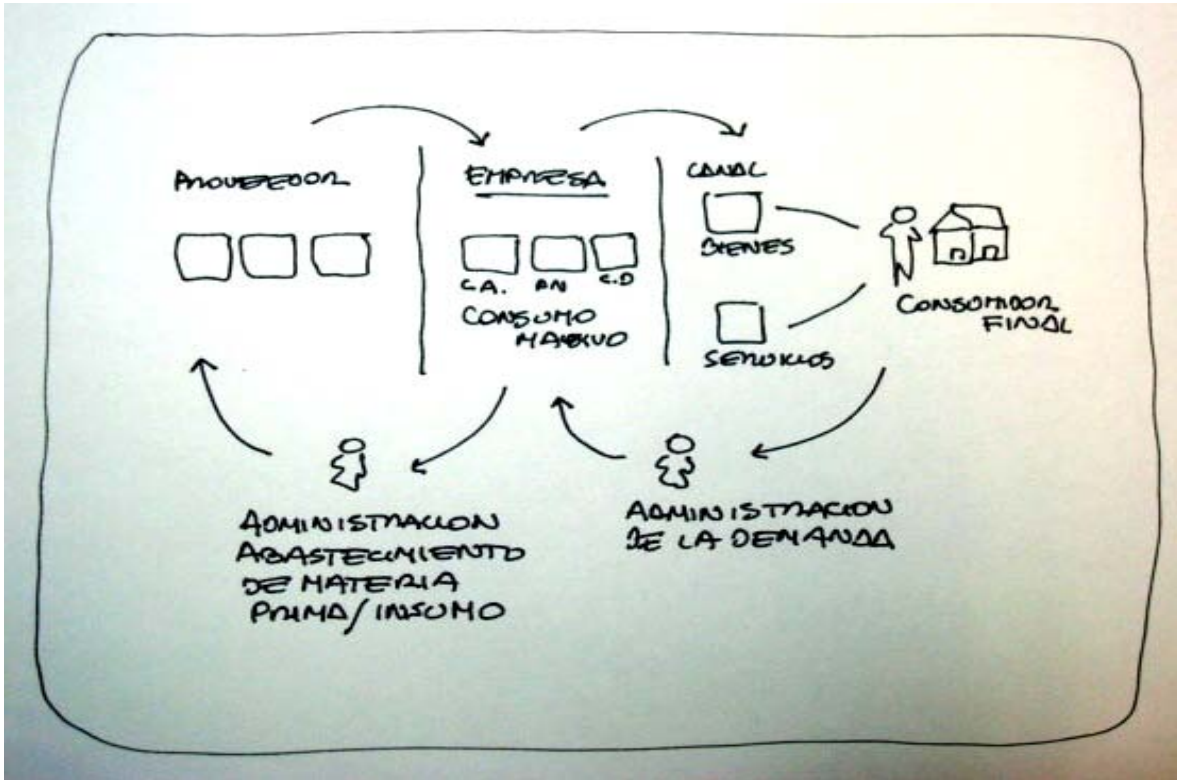 PROVEEDOR
EMPRESA
C.A. AN C.D
CONSUMO
MASIVO
CANAL
BIENES
SERVICIOS
CONSUMIDOR
FINAL
ADMINISTRACION
ABASTECIMIENTO
DE MATERIA
PRIMA/INSUMO
ADMINISTRACION
DE LA DEMANDA